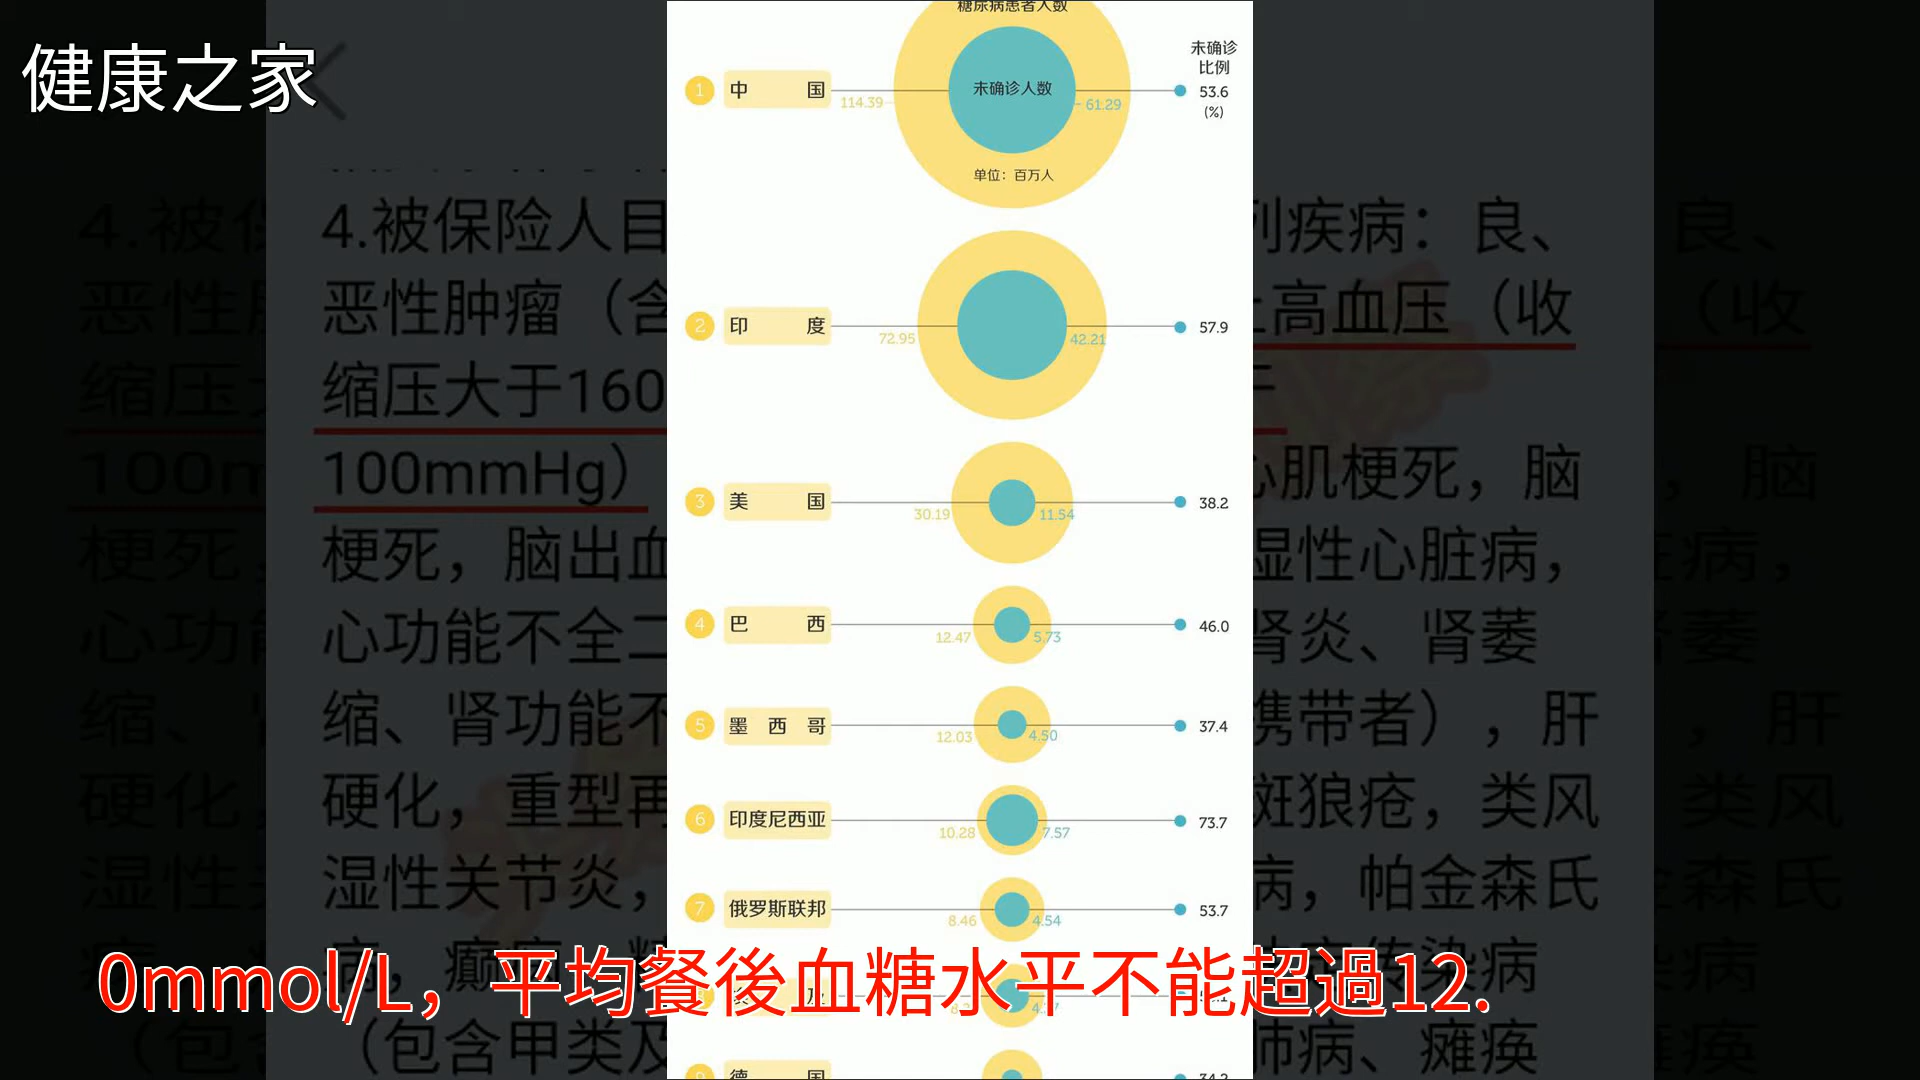 健康之家
糖尿病患者人数
未确诊
比例
1 中国 114.39 未确诊人数 61.29 53.6
(%)
单位：百万人
2 印度 72.95 42.21 57.9
3 美国 30.19 11.54 38.2
4 巴西 12.47 5.73 46.0
5 墨西哥 12.03 4.50 37.4
6 印度尼西亚 10.28 7.57 73.7
7 俄罗斯联邦 8.46 4.54 53.7
德国 34.2
4.被保险人目 列疾病：良、
恶性肿瘤（含 上高血压（收
缩压大于160
100mmHg） 心肌梗死，脑
梗死，脑出血 湿性心脏病，
心功能不全二 肾炎、肾萎
缩、肾功能不 携带者），肝
硬化，重型再 斑狼疮，类风
湿性关节炎， 病，帕金森氏
0mmol/L，平均餐後血糖水平不能超過12.
（包含甲类及 肺病、瘫痪